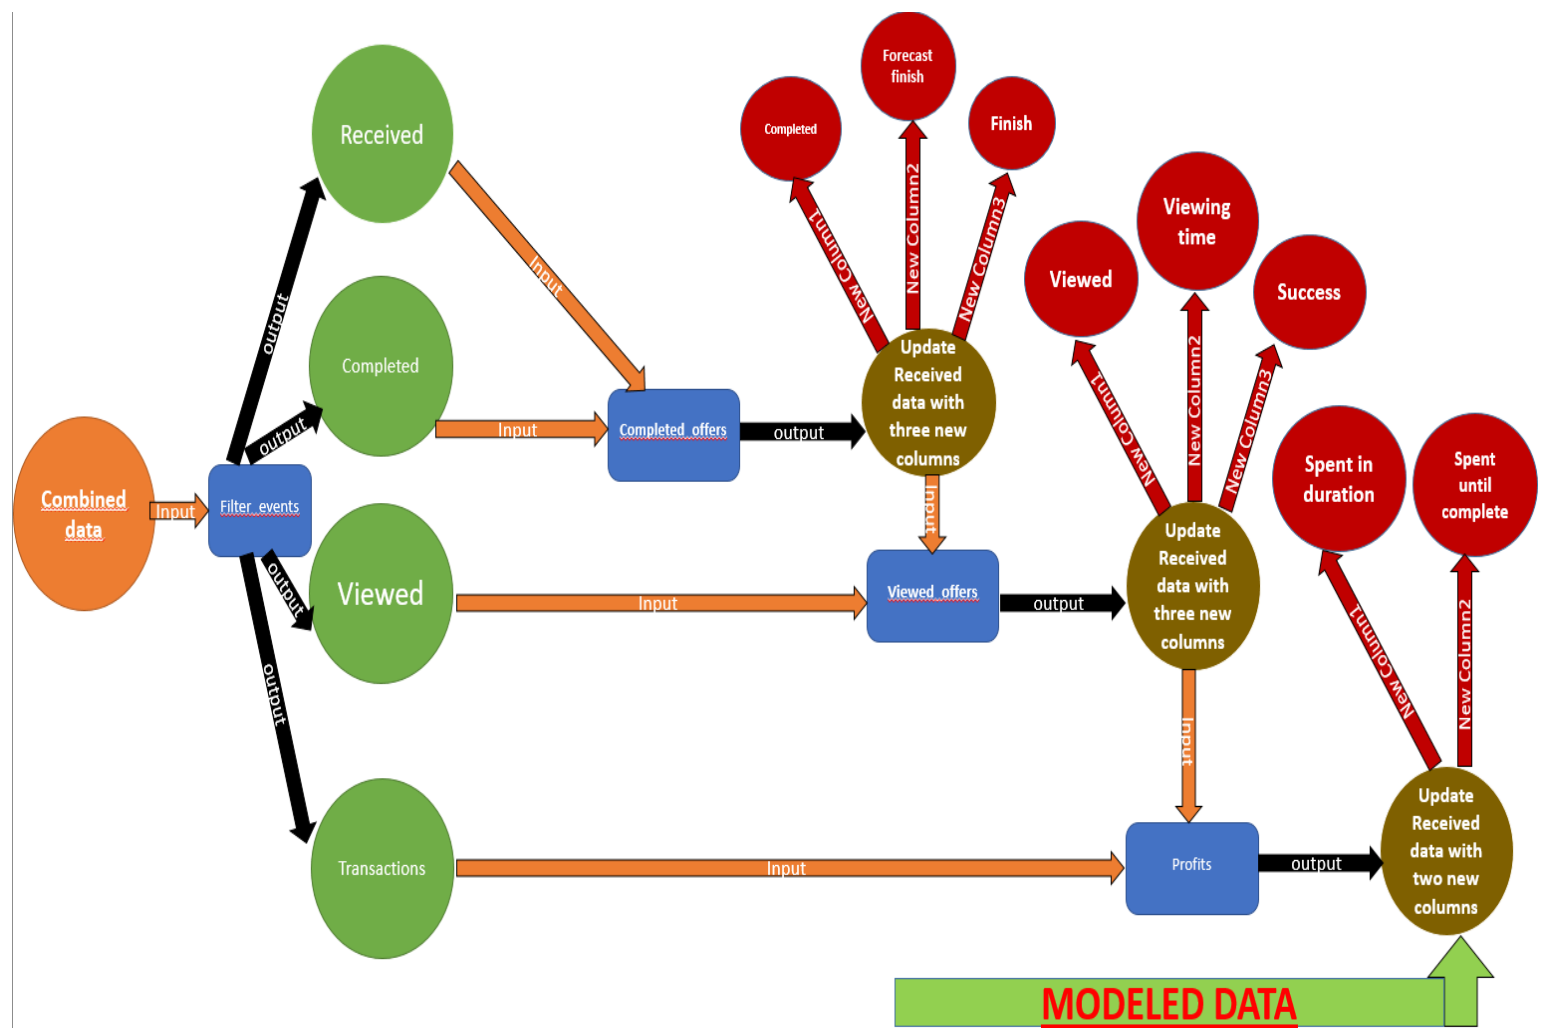 Forecast
finish
Completed
Finish
Received
New Column1
New Column2
New Column3
Viewing
time
Viewed
Success
output
Input
Completed
output
Input
Completed_offers
output
Update
Received
data with
three new
columns
New Column1
New Column2
New Column3
Spent in
duration
Spent
until
complete
Combined
data
Input
Filter_events
Input
output
Viewed
Input
Viewed_offers
output
Update
Received
data with
three new
columns
New Column1
New Column2
output
Input
Transactions
Input
Profits
output
Update
Received
data with
two new
columns
MODELED DATA